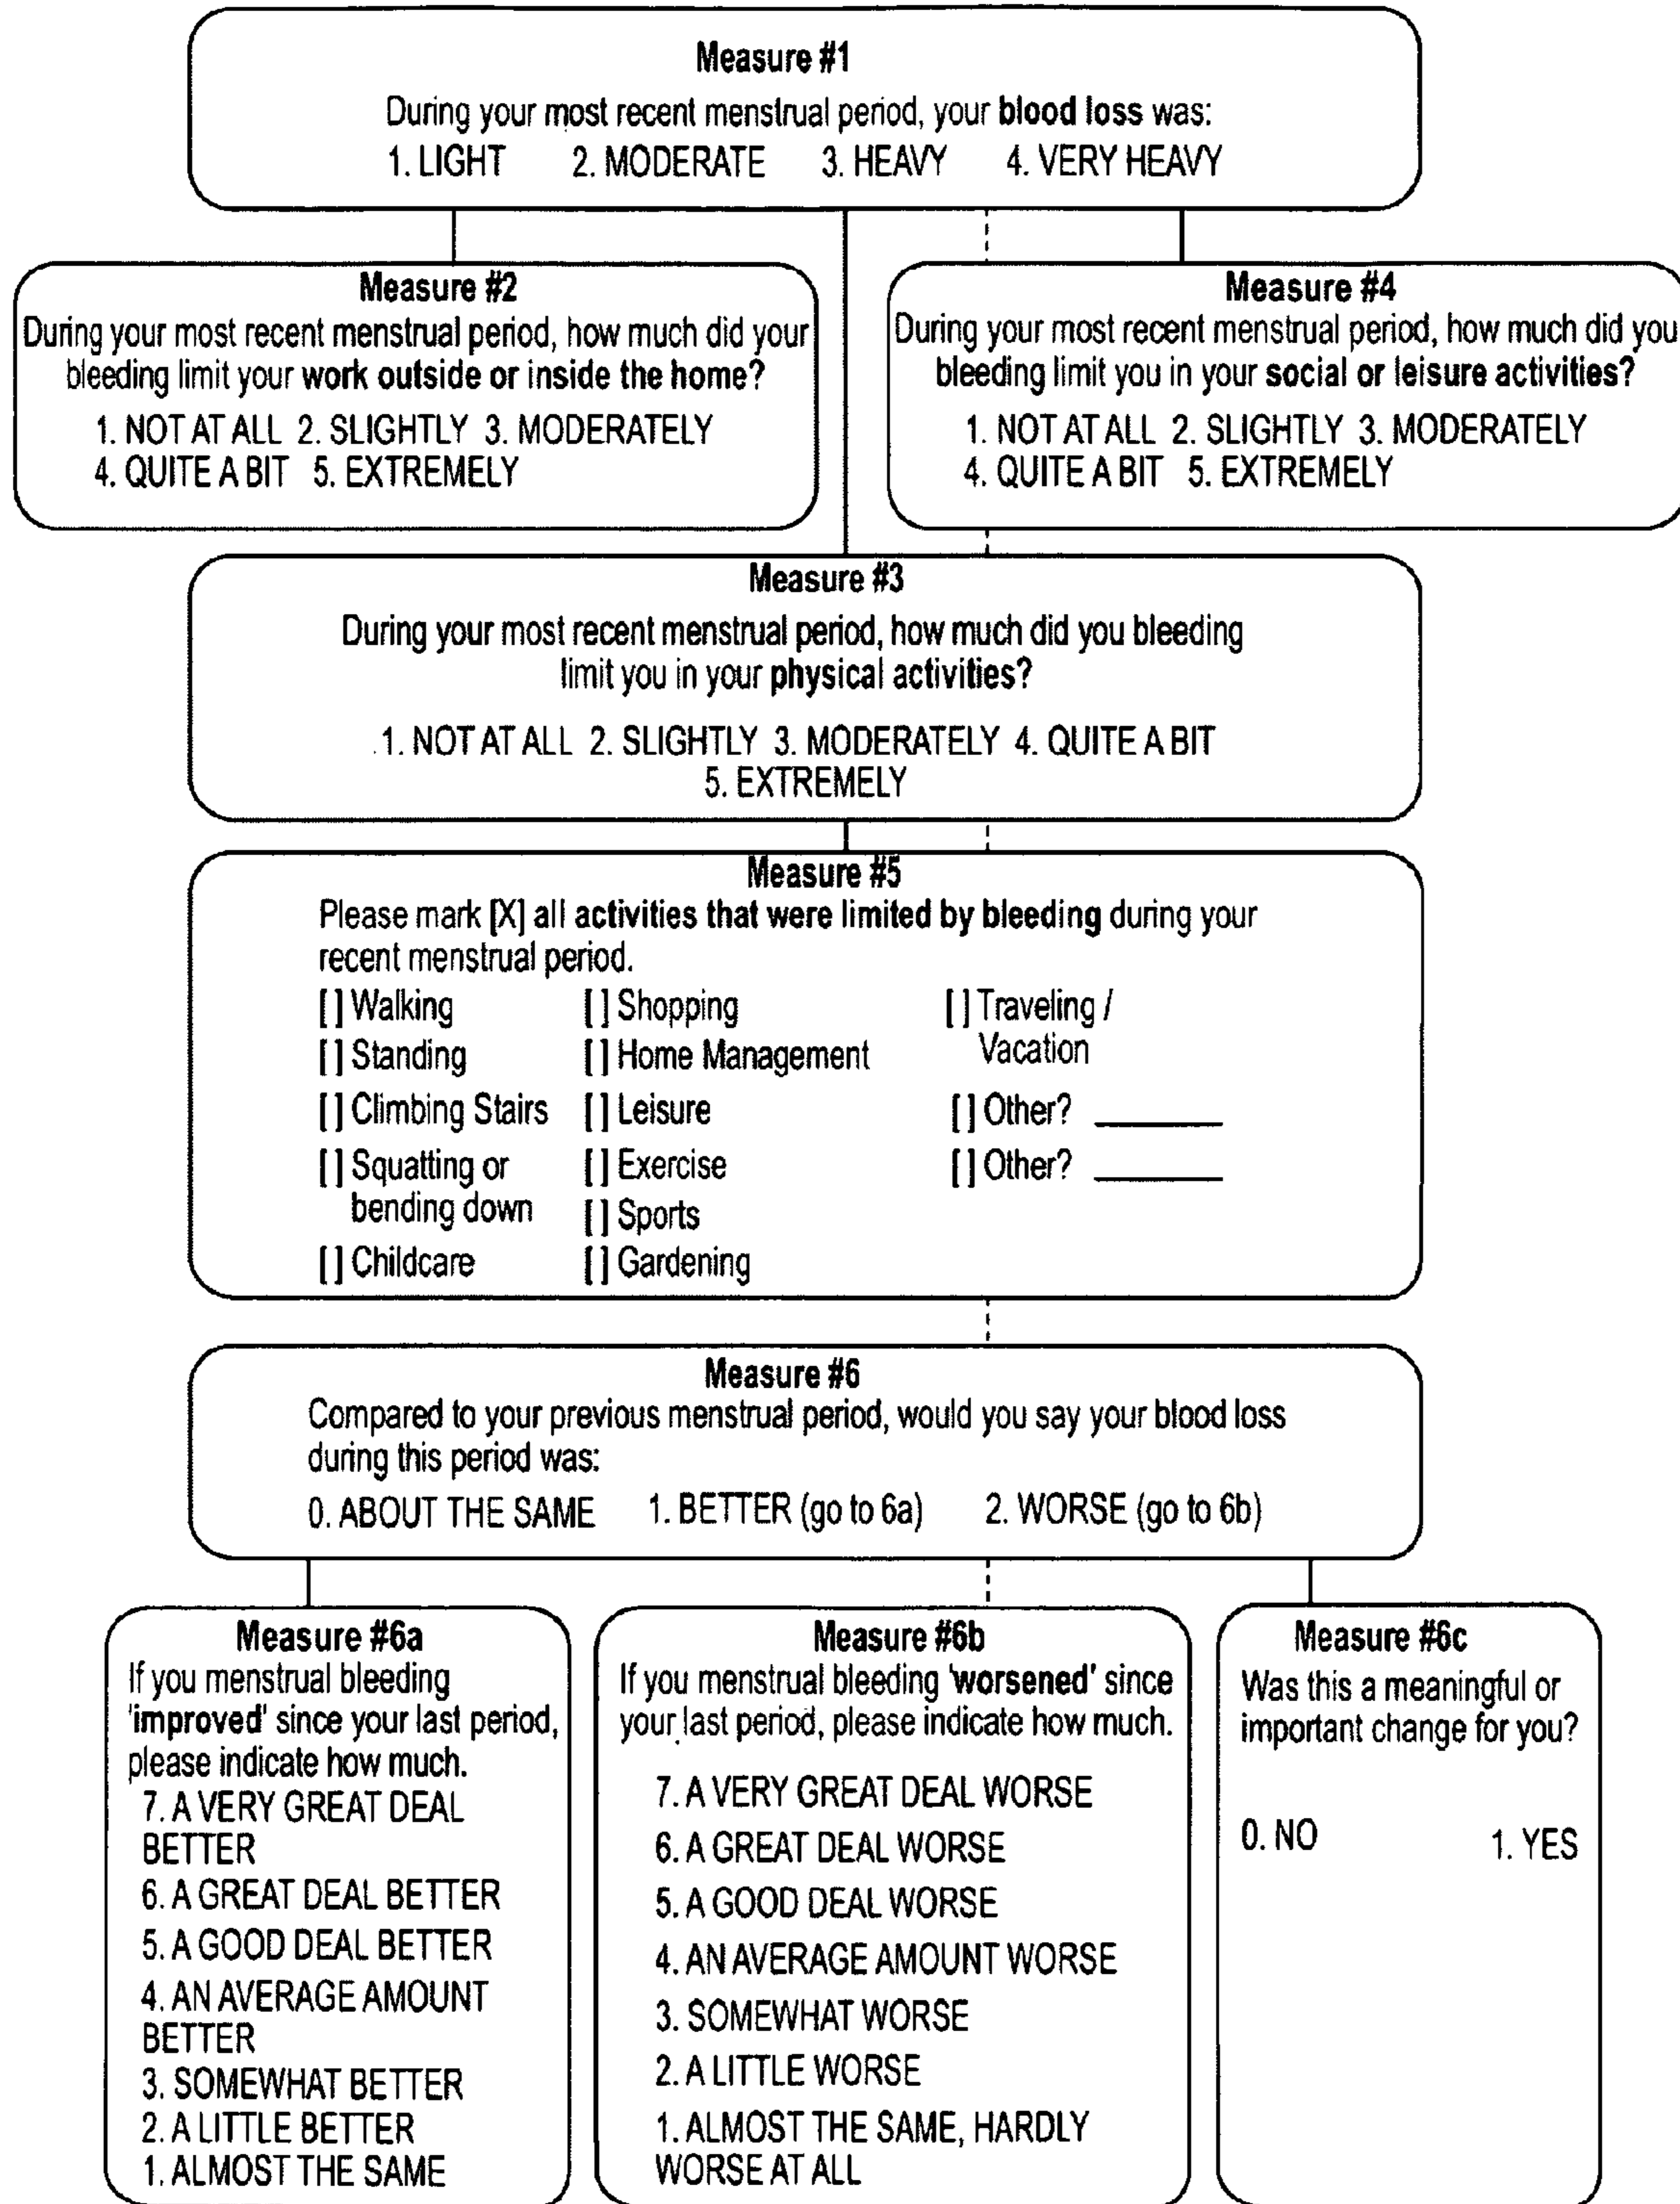 Measure #1
During your most recent menstrual period, your blood loss was:
1. LIGHT 2. MODERATE 3. HEAVY 4. VERY HEAVY
Measure #2
During your most recent menstrual period, how much did your
bleeding limit your work outside or inside the home?
1. NOT AT ALL 2. SLIGHTLY 3. MODERATELY
4. QUITE A BIT 5. EXTREMELY
Measure #4
During your most recent menstrual period, how much did you
bleeding limit you in your social or leisure activities?
1. NOT AT ALL 2. SLIGHTLY 3. MODERATELY
4. QUITE A BIT 5. EXTREMELY
Measure #3
During your most recent menstrual period, how much did you bleeding
limit you in your physical activities?
1. NOT AT ALL 2. SLIGHTLY 3. MODERATELY 4. QUITE A BIT
5. EXTREMELY
Measure #5
Please mark [X] all activities that were limited by bleeding during your
recent menstrual period.
[ ] Walking [ ] Shopping [ ] Traveling /
Vacation
[ ] Standing [ ] Home Management
[ ] Climbing Stairs [ ] Leisure [ ] Other? ________
[ ] Squatting or [ ] Exercise [ ] Other? ________
bending down [ ] Sports
[ ] Childcare [ ] Gardening
Measure #6
Compared to your previous menstrual period, would you say your blood loss
during this period was:
0. ABOUT THE SAME 1. BETTER (go to 6a) 2. WORSE (go to 6b)
Measure #6a
If you menstrual bleeding
'improved' since your last period,
please indicate how much.
7. A VERY GREAT DEAL
BETTER
6. A GREAT DEAL BETTER
5. A GOOD DEAL BETTER
4. AN AVERAGE AMOUNT
BETTER
3. SOMEWHAT BETTER
2. A LITTLE BETTER
1. ALMOST THE SAME
Measure #6b
If you menstrual bleeding 'worsened' since
your last period, please indicate how much.
7. A VERY GREAT DEAL WORSE
6. A GREAT DEAL WORSE
5. A GOOD DEAL WORSE
4. AN AVERAGE AMOUNT WORSE
3. SOMEWHAT WORSE
2. A LITTLE WORSE
1. ALMOST THE SAME, HARDLY
WORSE AT ALL
Measure #6c
Was this a meaningful or
important change for you?
0. NO 1. YES